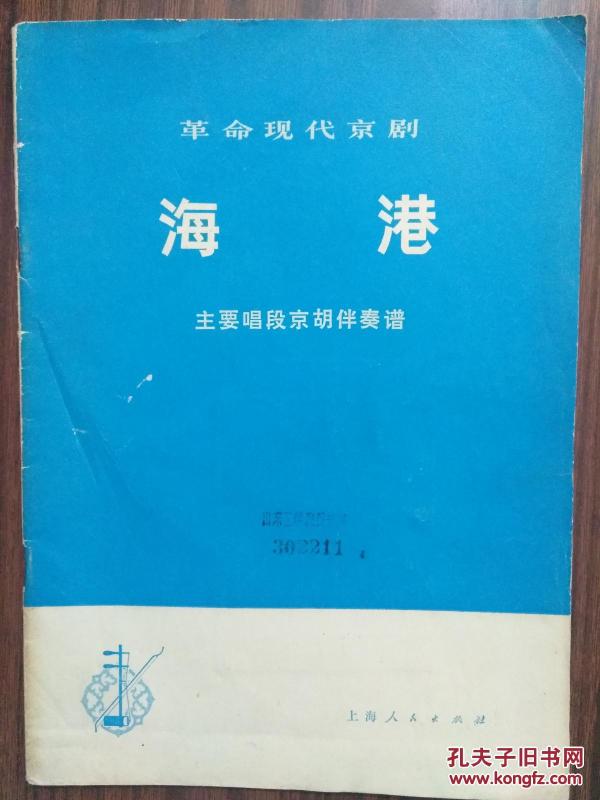 革命现代京剧
海 港
主要唱段京胡伴奏谱
302211
上海人民出版社
孔夫子旧书网
www.kongfz.com